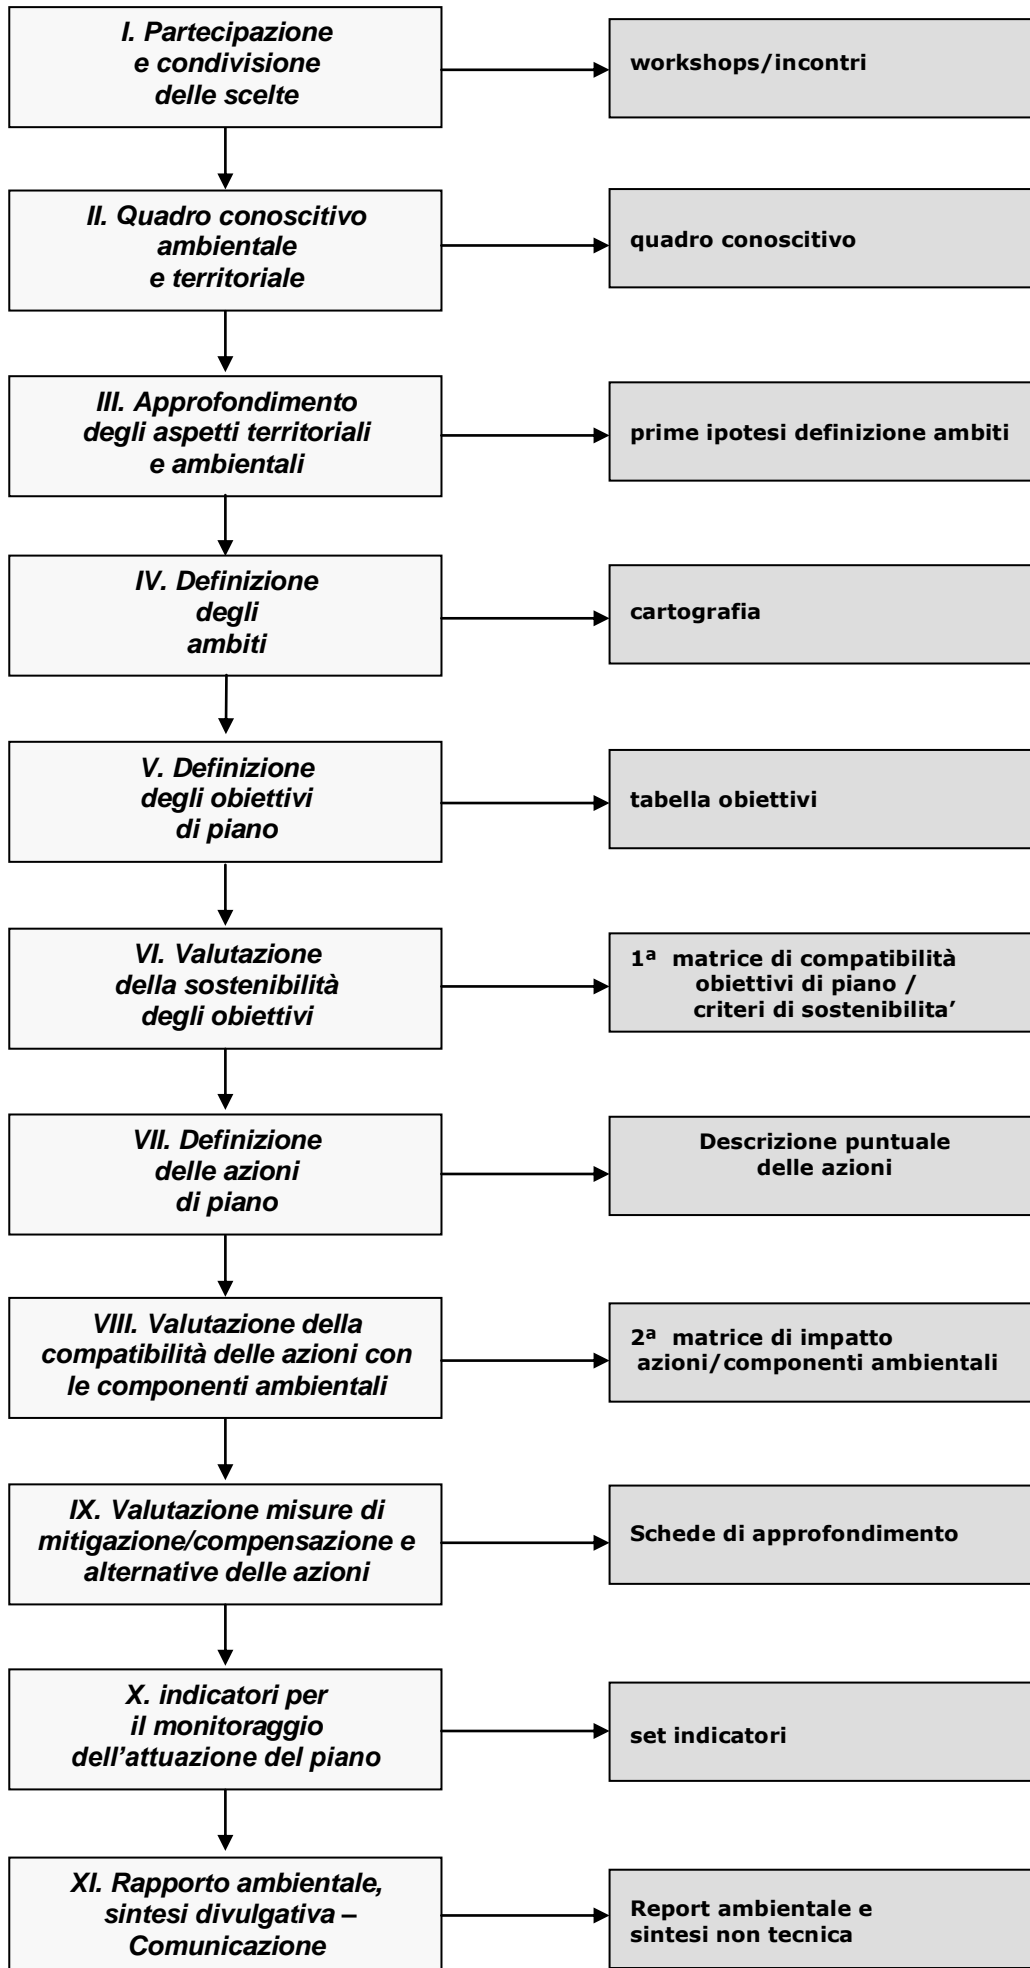 I. Partecipazione
e condivisione
delle scelte
workshops/incontri
II. Quadro conoscitivo
ambientale
e territoriale
quadro conoscitivo
III. Approfondimento
degli aspetti territoriali
e ambientali
prime ipotesi definizione ambiti
IV. Definizione
degli
ambiti
cartografia
V. Definizione
degli obiettivi
di piano
tabella obiettivi
VI. Valutazione
della sostenibilità
degli obiettivi
1ª matrice di compatibilità
obiettivi di piano /
criteri di sostenibilita’
VII. Definizione
delle azioni
di piano
Descrizione puntuale
delle azioni
VIII. Valutazione della
compatibilità delle azioni con
le componenti ambientali
2ª matrice di impatto
azioni/componenti ambientali
IX. Valutazione misure di
mitigazione/compensazione e
alternative delle azioni
Schede di approfondimento
X. indicatori per
il monitoraggio
dell’attuazione del piano
set indicatori
XI. Rapporto ambientale,
sintesi divulgativa –
Comunicazione
Report ambientale e
sintesi non tecnica